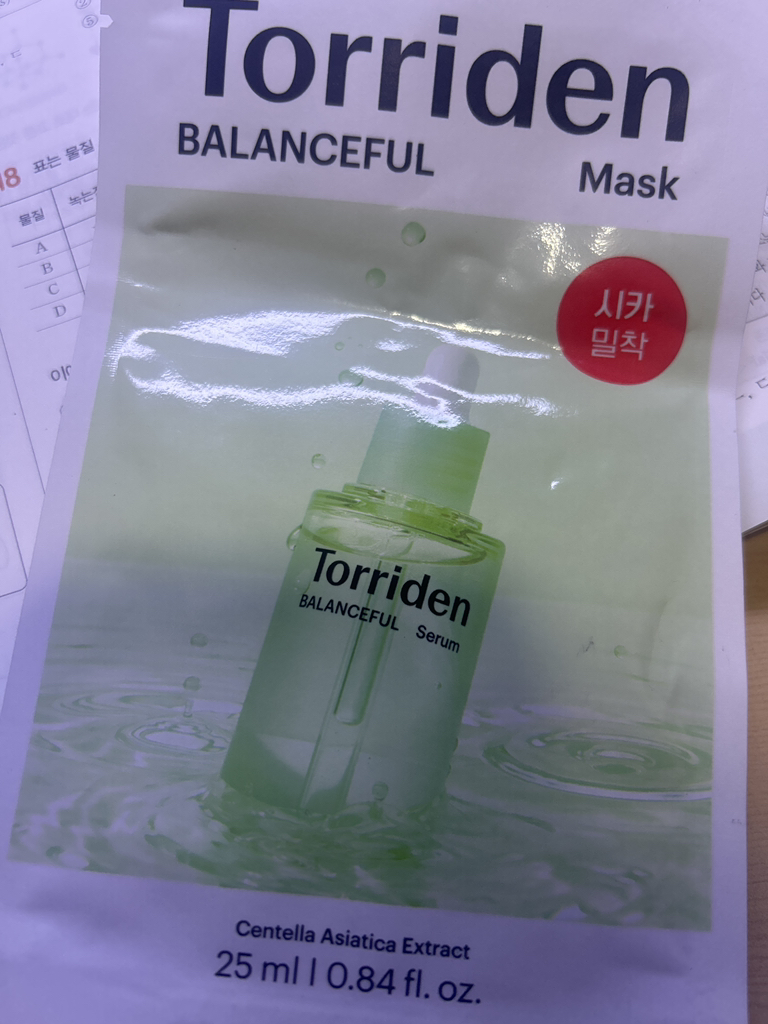 Torriden
BALANCEFUL Mask
시카
밀착
Torriden
BALANCEFUL Serum
Centella Asiatica Extract
25 ml | 0.84 fl. oz.
18 표는 물질
물질
A
B
C
D